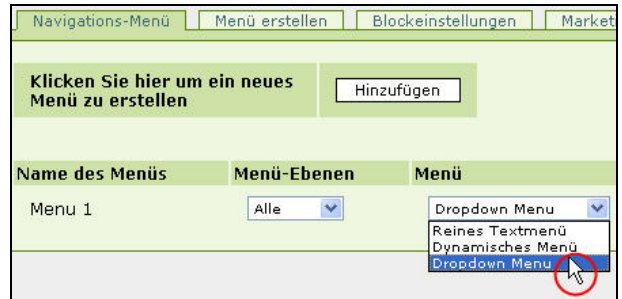 Navigations-Menü Menü erstellen Blockeinstellungen Market
Klicken Sie hier um ein neues
Menü zu erstellen
Hinzufügen
Name des Menüs Menü-Ebenen Menü
Menu 1 Alle Dropdown Menu
Reines Textmenü
Dynamisches Menü
Dropdown Menu